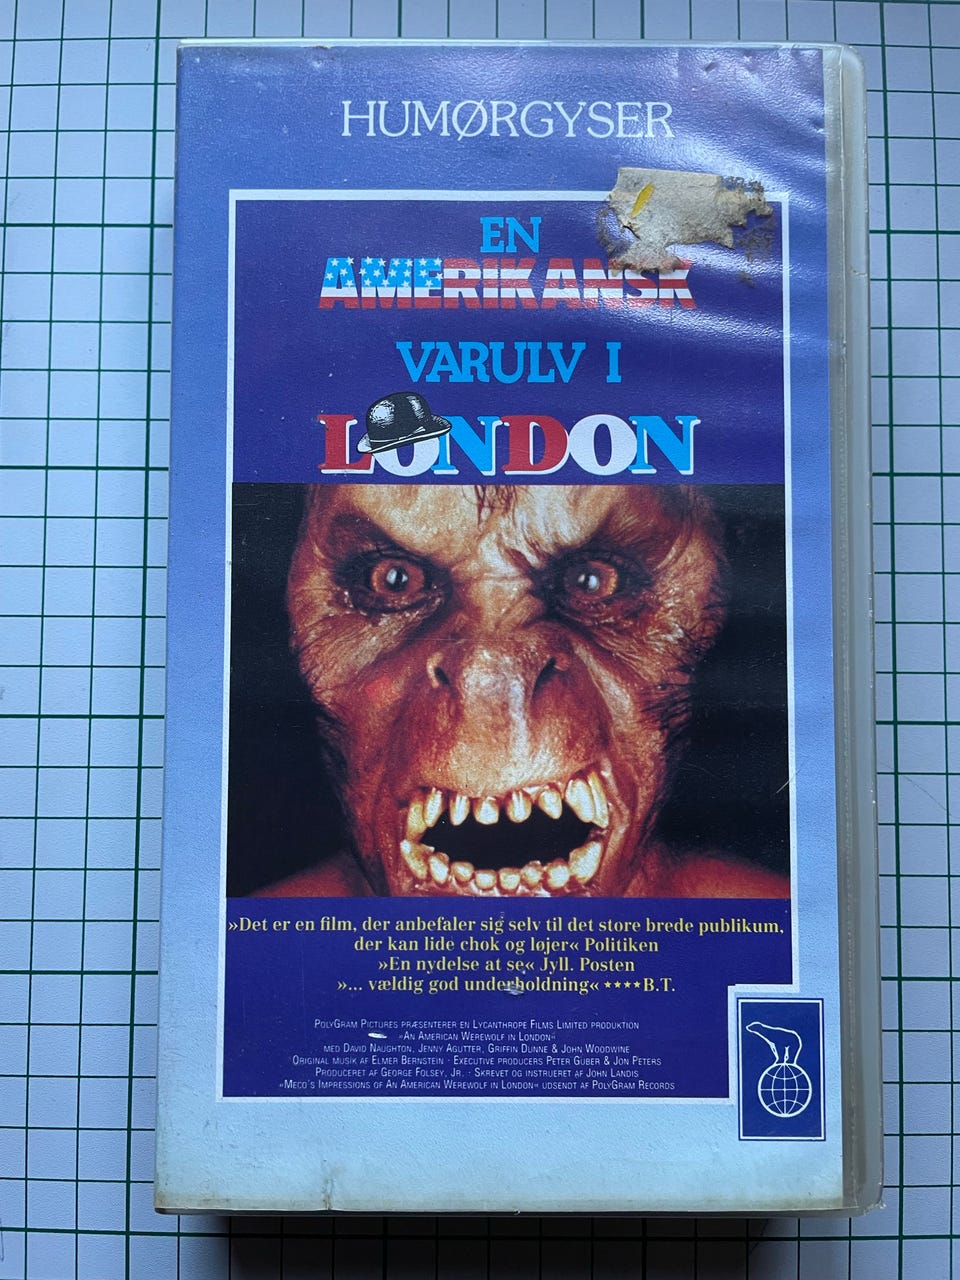 HUMØRGYSER
EN
AMERIKANSK
VARULV I
LONDON
»Det er en film, der anbefaler sig selv til det store brede publikum,
der kan lide chok og løjer« Politiken
»En nydelse at se« Jyll. Posten
»... vældig god underholdning« ★★★★B.T.
POLYGRAM PICTURES PRÆSENTERER EN LYCANTHROPE FILMS LIMITED PRODUKTION
»AN AMERICAN WEREWOLF IN LONDON«
MED DAVID NAUGHTON, JENNY AGUTTER, GRIFFIN DUNNE & JOHN WOODWINE
ORIGINAL MUSIK AF ELMER BERNSTEIN · EXECUTIVE PRODUCERS PETER GUBER & JON PETERS
PRODUCERET AF GEORGE FOLSEY, JR. · SKREVET OG INSTRUERET AF JOHN LANDIS
»MECO'S IMPRESSIONS OF AN AMERICAN WEREWOLF IN LONDON« UDSENDT AF POLYGRAM RECORDS